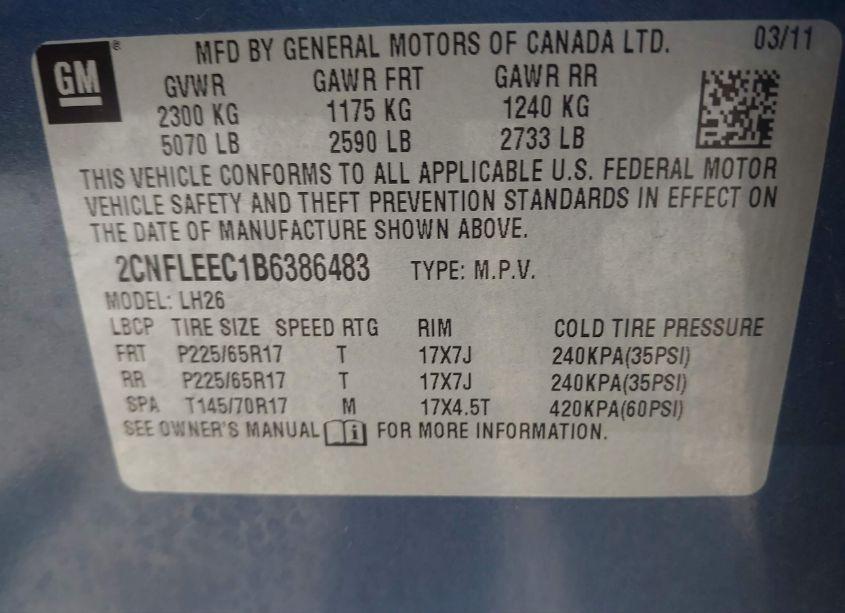 GM ® MFD BY GENERAL MOTORS OF CANADA LTD. 03/11
GVWR GAWR FRT GAWR RR
2300 KG 1175 KG 1240 KG
5070 LB 2590 LB 2733 LB
THIS VEHICLE CONFORMS TO ALL APPLICABLE U.S. FEDERAL MOTOR
VEHICLE SAFETY AND THEFT PREVENTION STANDARDS IN EFFECT ON
THE DATE OF MANUFACTURE SHOWN ABOVE.
2CNFLEEC1B6386483 TYPE: M.P.V.
MODEL: LH26
LBCP TIRE SIZE SPEED RTG RIM COLD TIRE PRESSURE
FRT P225/65R17 T 17X7J 240KPA(35PSI)
RR P225/65R17 T 17X7J 240KPA(35PSI)
SPA T145/70R17 M 17X4.5T 420KPA(60PSI)
SEE OWNER'S MANUAL i FOR MORE INFORMATION.